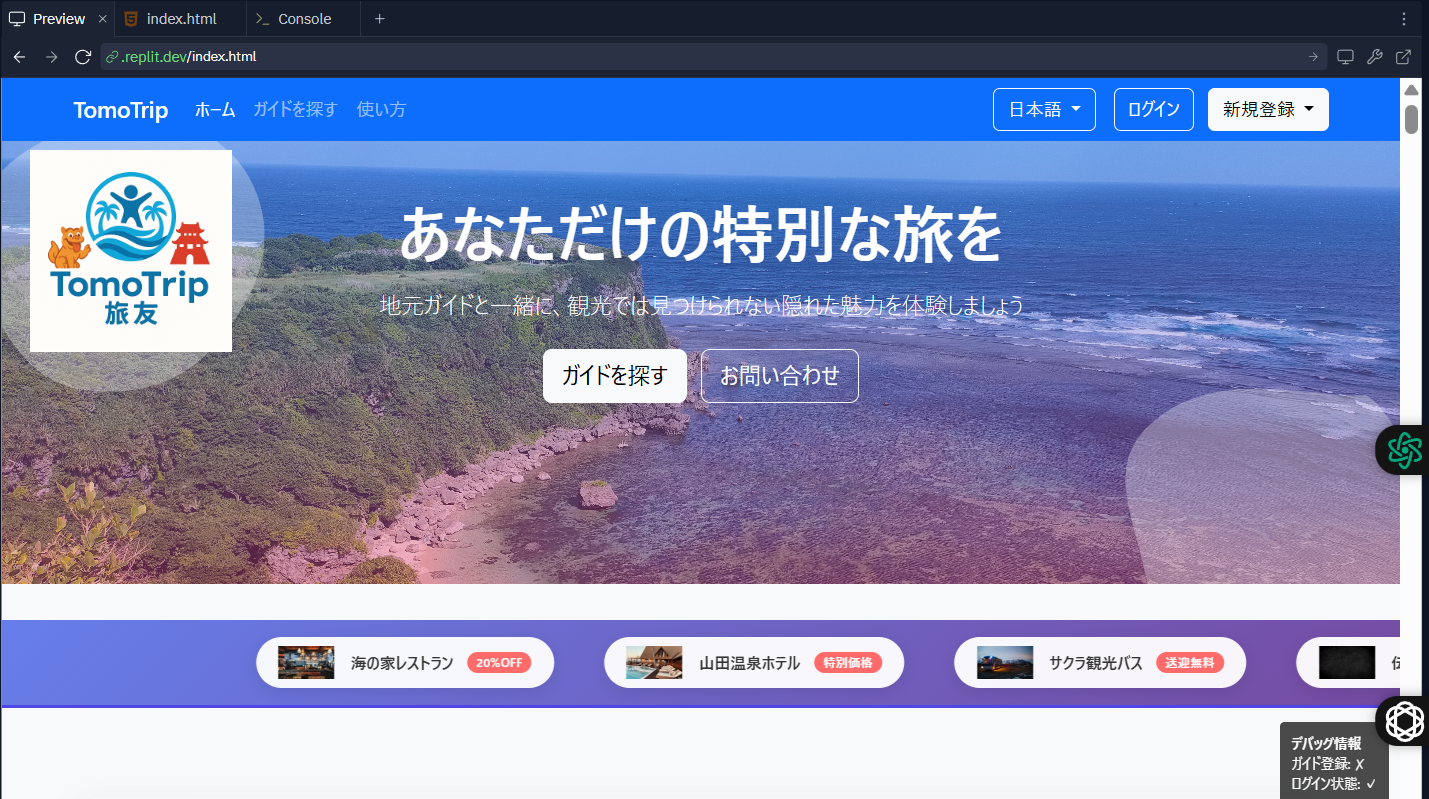 Preview
index.html
Console
.replit.dev/index.html
TomoTrip ホーム ガイドを探す 使い方 日本語 ログイン 新規登録
TomoTrip
旅友
あなただけの特別な旅を
地元ガイドと一緒に、観光では見つけられない隠れた魅力を体験しましょう
ガイドを探す お問い合わせ
海の家レストラン 20%OFF
山田温泉ホテル 特別価格
サクラ観光バス 送迎無料
デバッグ情報
ガイド登録: ✗
ログイン状態: ✓